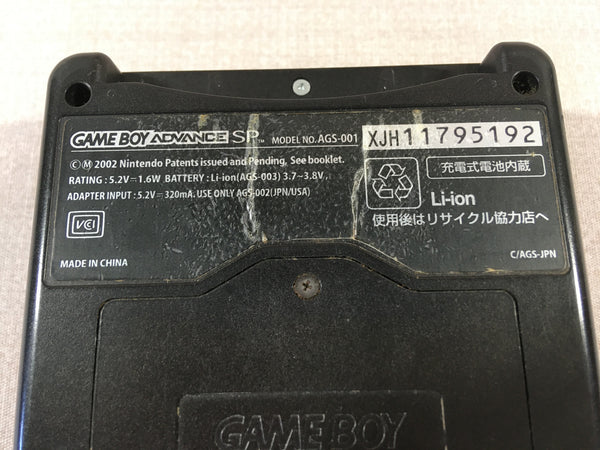 GAME BOY ADVANCE SP™ MODEL NO. AGS-001
XJH11795192
ⒸⓂ 2002 Nintendo Patents issued and Pending, See booklet.
RATING : 5.2V⎓1.6W BATTERY : Li-ion(AGS-003) 3.7~3.8V.
ADAPTER INPUT : 5.2V⎓320mA. USE ONLY AGS-002(JPN/USA)
VCI
MADE IN CHINA
充電式電池内蔵
Li-ion
使用後はリサイクル協力店へ
C/AGS-JPN
GAME BOY